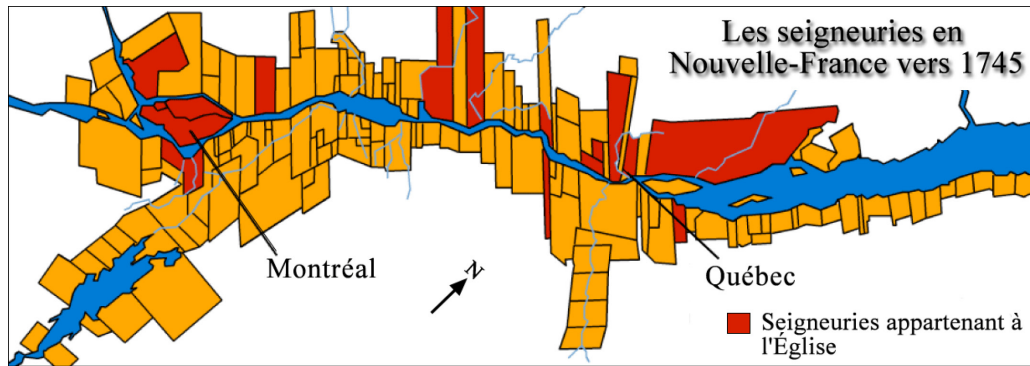 Les seigneuries en
Nouvelle-France vers 1745
Montréal
N
Québec
Seigneuries appartenant à
l'Église